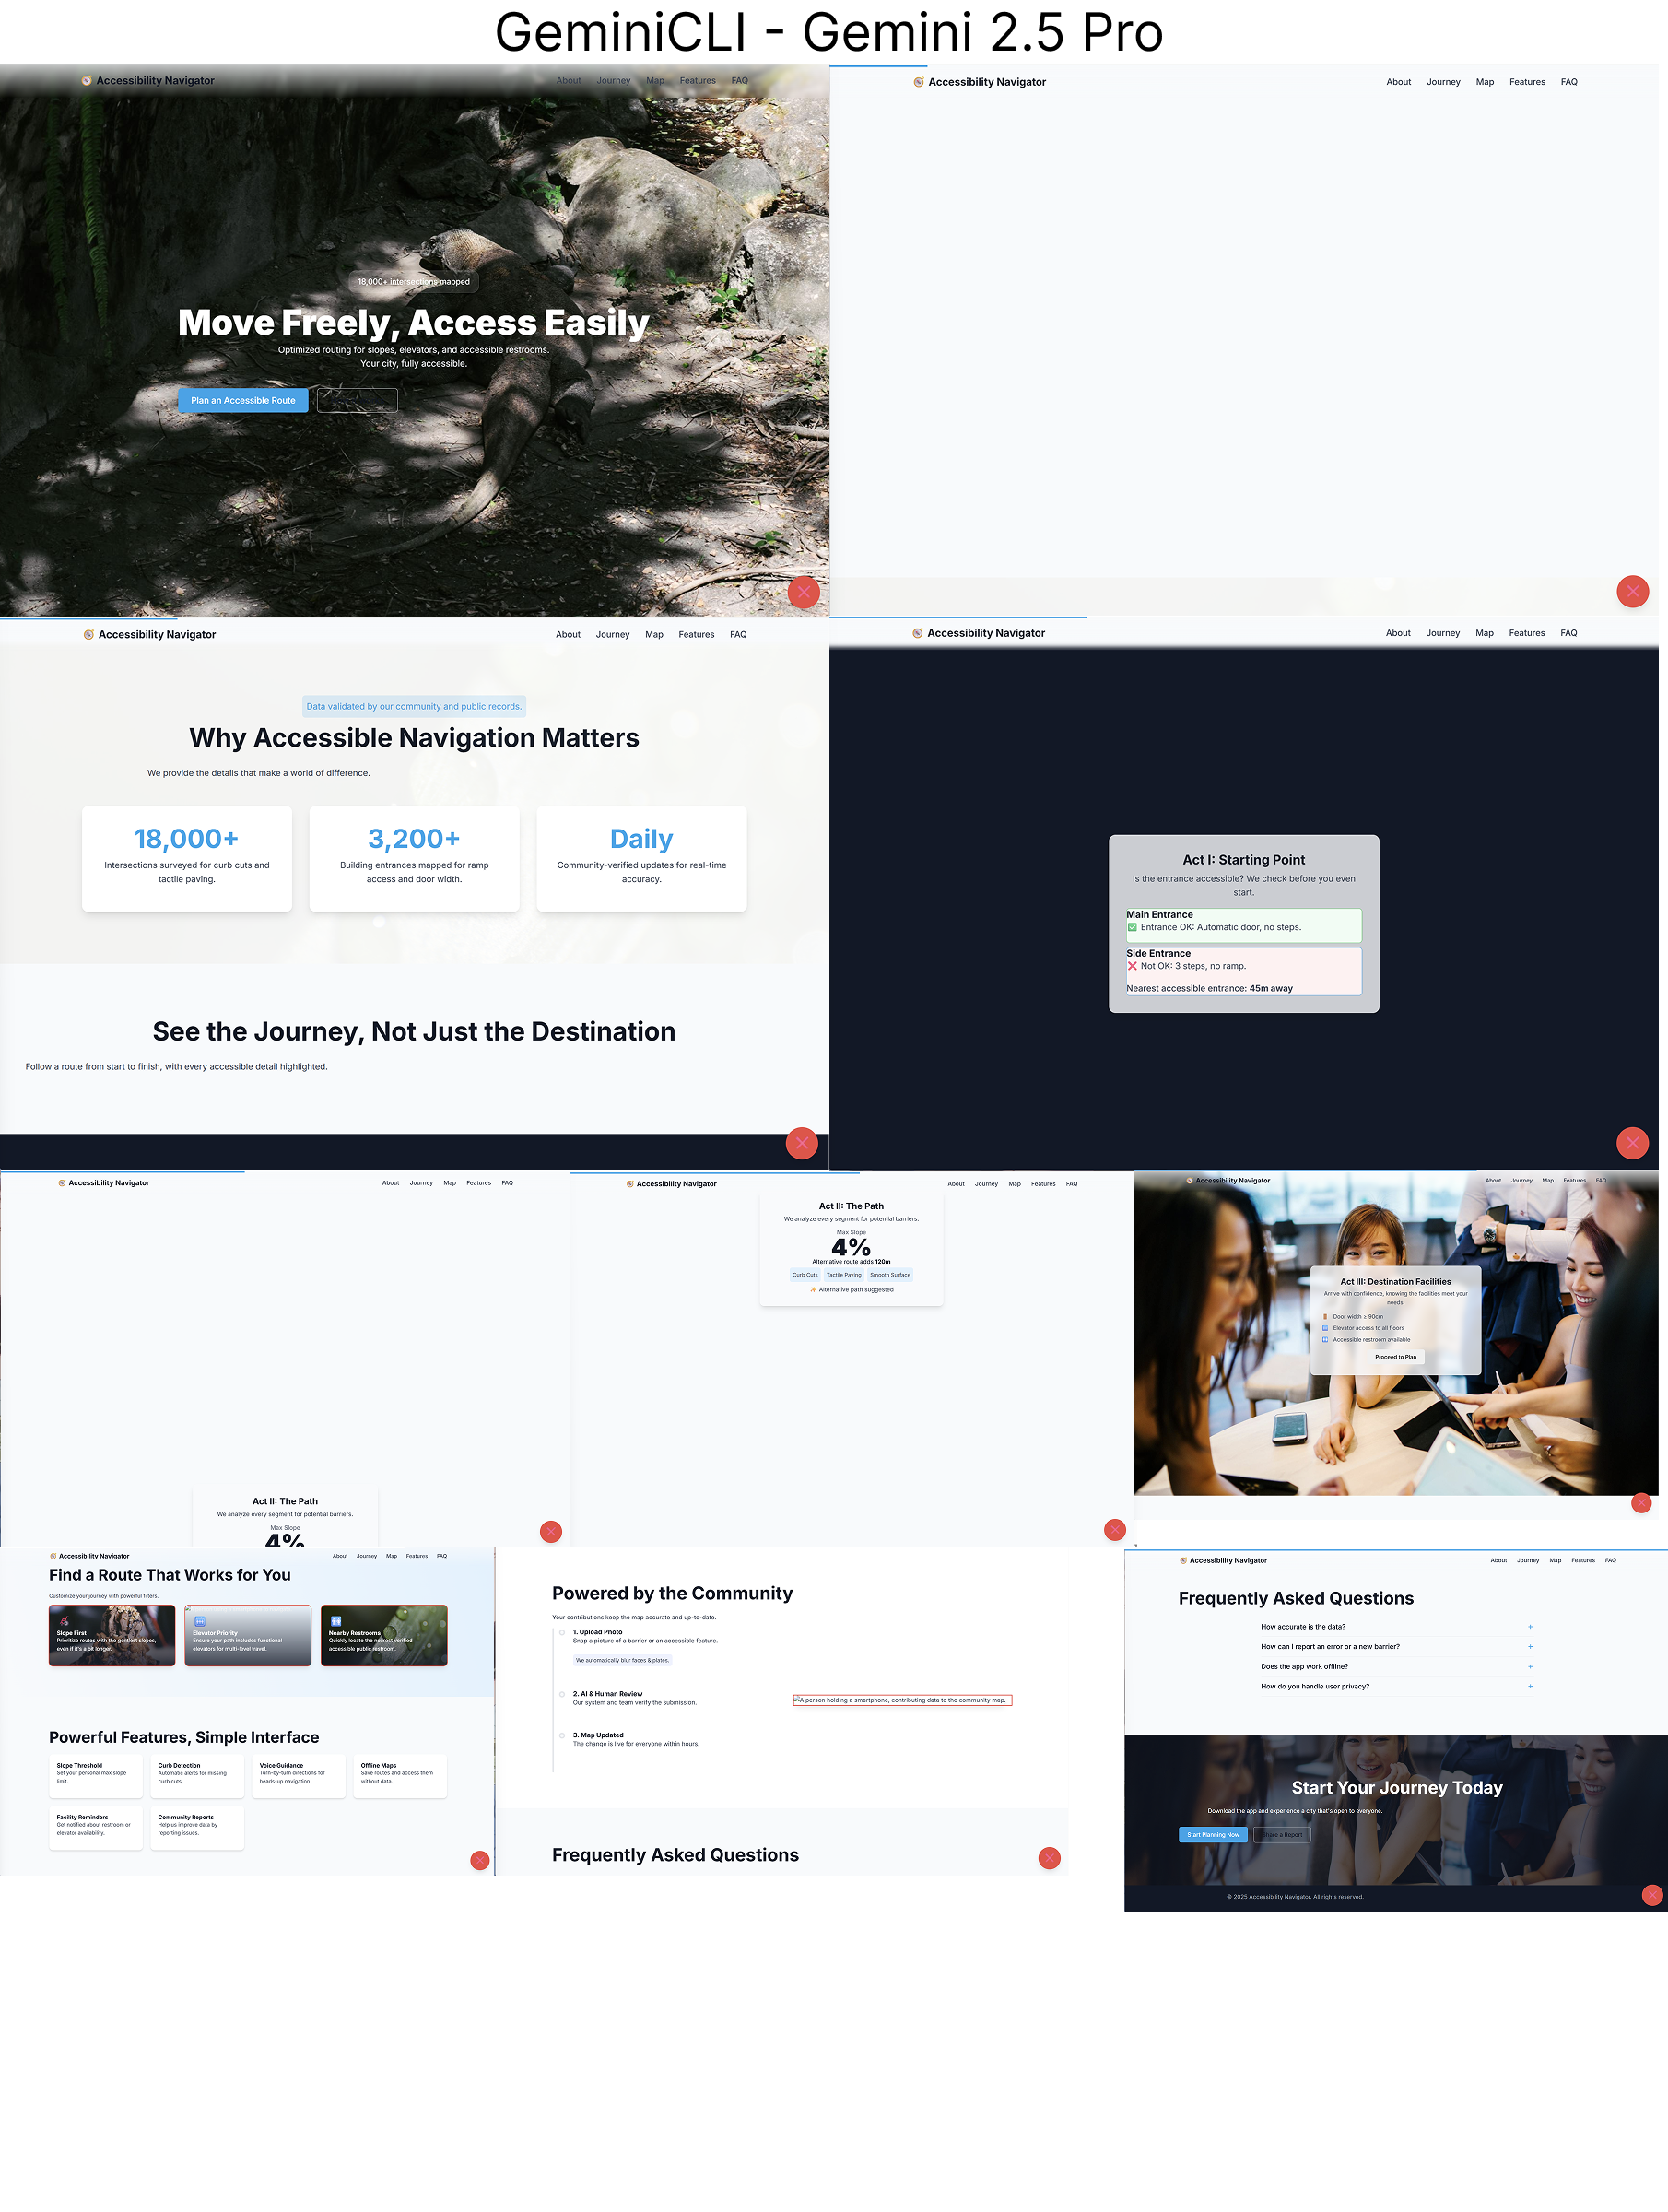 GeminiCLI - Gemini 2.5 Pro
Accessibility Navigator
About Journey Map Features FAQ
18,000+ intersections mapped
Move Freely, Access Easily
Optimized routing for slopes, elevators, and accessible restrooms.
Your city, fully accessible.
Plan an Accessible Route
Accessibility Navigator
About Journey Map Features FAQ
Accessibility Navigator
About Journey Map Features FAQ
Data validated by our community and public records.
Why Accessible Navigation Matters
We provide the details that make a world of difference.
18,000+
Intersections surveyed for curb cuts and
tactile paving.
3,200+
Building entrances mapped for ramp
access and door width.
Daily
Community-verified updates for real-time
accuracy.
See the Journey, Not Just the Destination
Follow a route from start to finish, with every accessible detail highlighted.
Accessibility Navigator
About Journey Map Features FAQ
Act I: Starting Point
Is the entrance accessible? We check before you even
start.
Main Entrance
✅ Entrance OK: Automatic door, no steps.
Side Entrance
❌ Not OK: 3 steps, no ramp.
Nearest accessible entrance: 45m away
Accessibility Navigator
About Journey Map Features FAQ
Act II: The Path
We analyze every segment for potential barriers.
Max Slope
4%
Accessibility Navigator
About Journey Map Features FAQ
Act II: The Path
We analyze every segment for potential barriers.
Max Slope
4%
Alternative route adds 120m
Curb Cuts Tactile Paving Smooth Surface
✨ Alternative path suggested
Accessibility Navigator
About Journey Map Features FAQ
Act III: Destination Facilities
Arrive with confidence, knowing the facilities meet your
needs.
Door width ≥ 90cm
Elevator access to all floors
Accessible restroom available
Proceed to Plan
Accessibility Navigator
About Journey Map Features FAQ
Find a Route That Works for You
Customize your journey with powerful filters.
Slope First
Prioritize routes with the gentlest slopes,
even if it's a bit longer.
Elevator Priority
Ensure your path includes functional
elevators for multi-level travel.
Nearby Restrooms
Quickly locate the nearest verified
accessible public restroom.
Powerful Features, Simple Interface
Slope Threshold
Set your personal max slope
limit.
Curb Detection
Automatic alerts for missing
curb cuts.
Voice Guidance
Turn-by-turn directions for
heads-up navigation.
Offline Maps
Save routes and access them
without data.
Facility Reminders
Get notified about restroom or
elevator availability.
Community Reports
Help us improve data by
reporting issues.
Powered by the Community
Your contributions keep the map accurate and up-to-date.
1. Upload Photo
Snap a picture of a barrier or an accessible feature.
We automatically blur faces & plates.
2. AI & Human Review
Our system and team verify the submission.
3. Map Updated
The change is live for everyone within hours.
A person holding a smartphone, contributing data to the community map.
Frequently Asked Questions
Accessibility Navigator
About Journey Map Features FAQ
Frequently Asked Questions
How accurate is the data? +
How can I report an error or a new barrier? +
Does the app work offline? +
How do you handle user privacy? +
Start Your Journey Today
Download the app and experience a city that's open to everyone.
Start Planning Now
Share a Report
© 2025 Accessibility Navigator. All rights reserved.